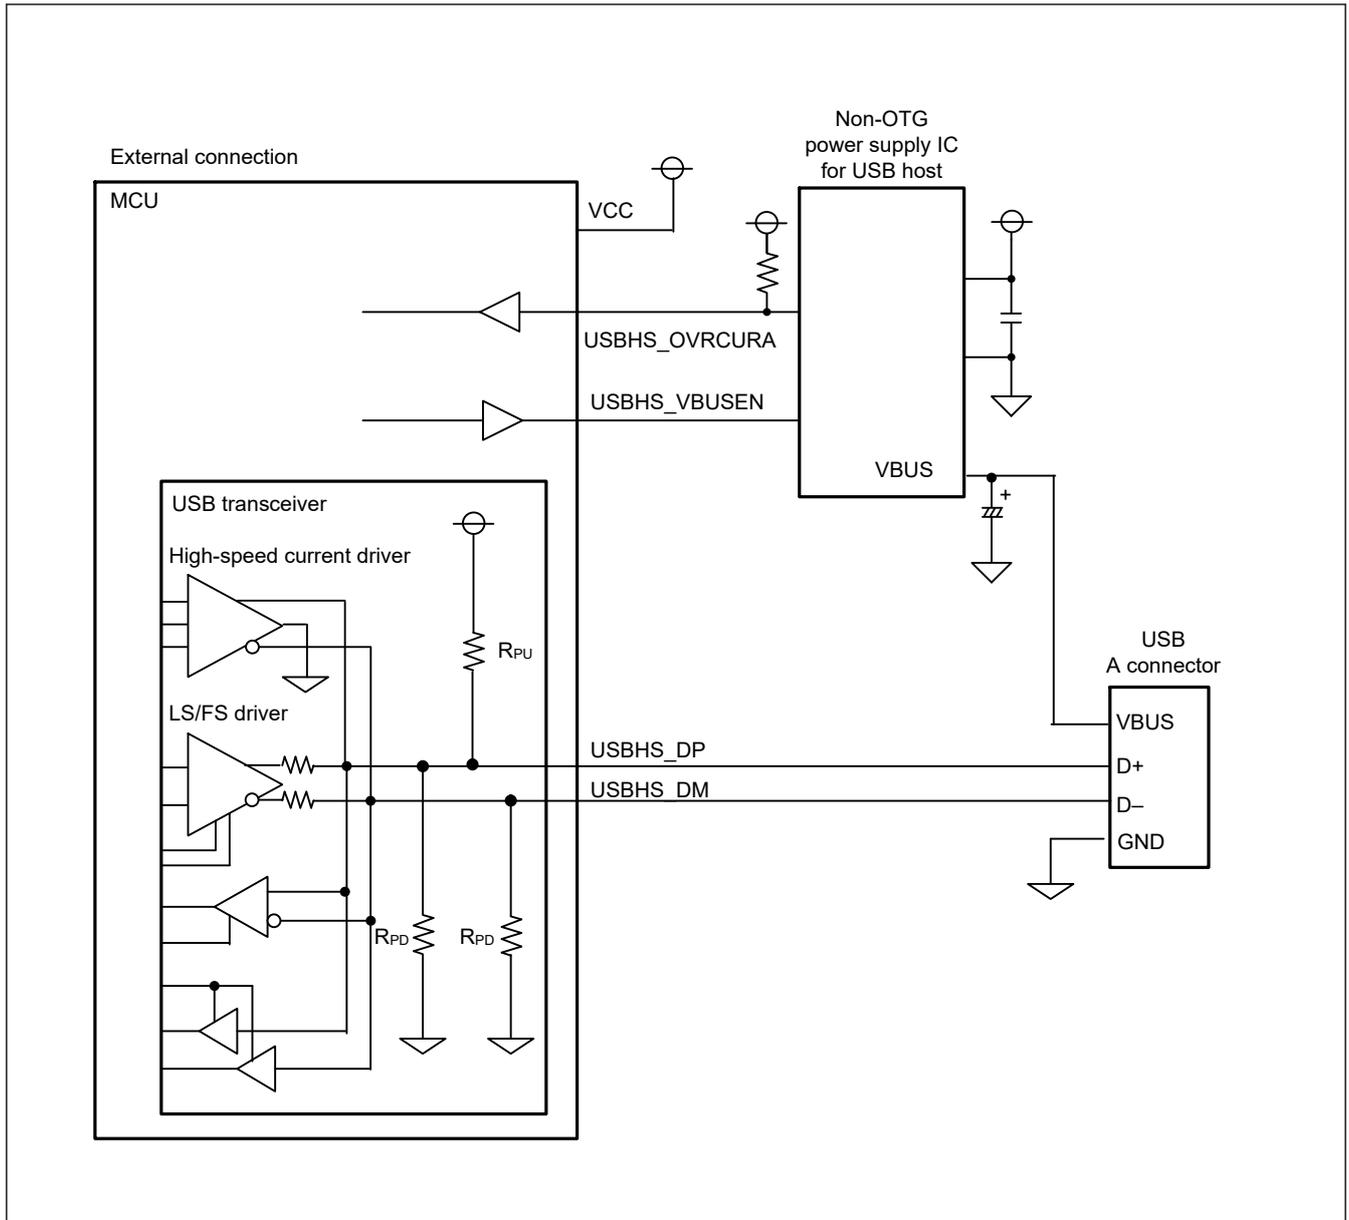 Non-OTG
power supply IC
for USB host
External connection
MCU
VCC
USBHS_OVRCURA
USBHS_VBUSEN
VBUS
+
USB transceiver
High-speed current driver
RPU
USB
A connector
LS/FS driver
VBUS
USBHS_DP
D+
USBHS_DM
D–
GND
RPD
RPD